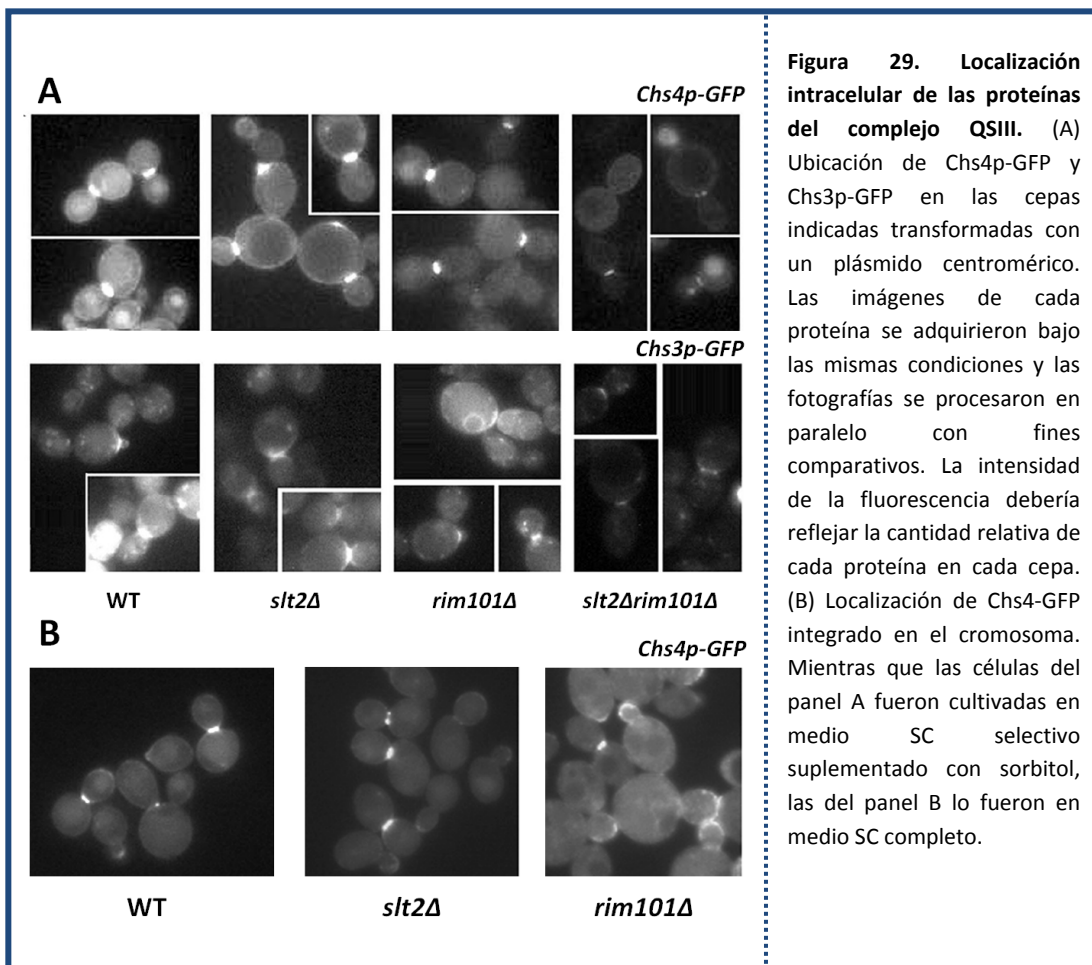 A
Chs4p-GFP
Chs3p-GFP
WT
slt2Δ
rim101Δ
slt2Δrim101Δ
B
Chs4p-GFP
WT
slt2Δ
rim101Δ
Figura 29. Localización
intracelular de las proteínas
del complejo QSIII. (A)
Ubicación de Chs4p-GFP y
Chs3p-GFP en las cepas
indicadas transformadas con
un plásmido centromérico.
Las imágenes de cada
proteína se adquirieron bajo
las mismas condiciones y las
fotografías se procesaron en
paralelo con fines
comparativos. La intensidad
de la fluorescencia debería
reflejar la cantidad relativa de
cada proteína en cada cepa.
(B) Localización de Chs4-GFP
integrado en el cromosoma.
Mientras que las células del
panel A fueron cultivadas en
medio SC selectivo
suplementado con sorbitol,
las del panel B lo fueron en
medio SC completo.